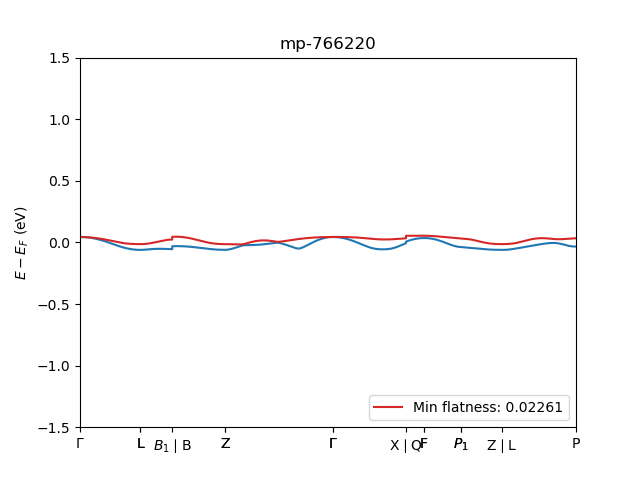 mp-766220
1.5
1.0
0.5
0.0
−0.5
−1.0
−1.5
E − E_F (eV)
Min flatness: 0.02261
Γ L B₁ | B Z Γ X | Q F P₁ Z | L P